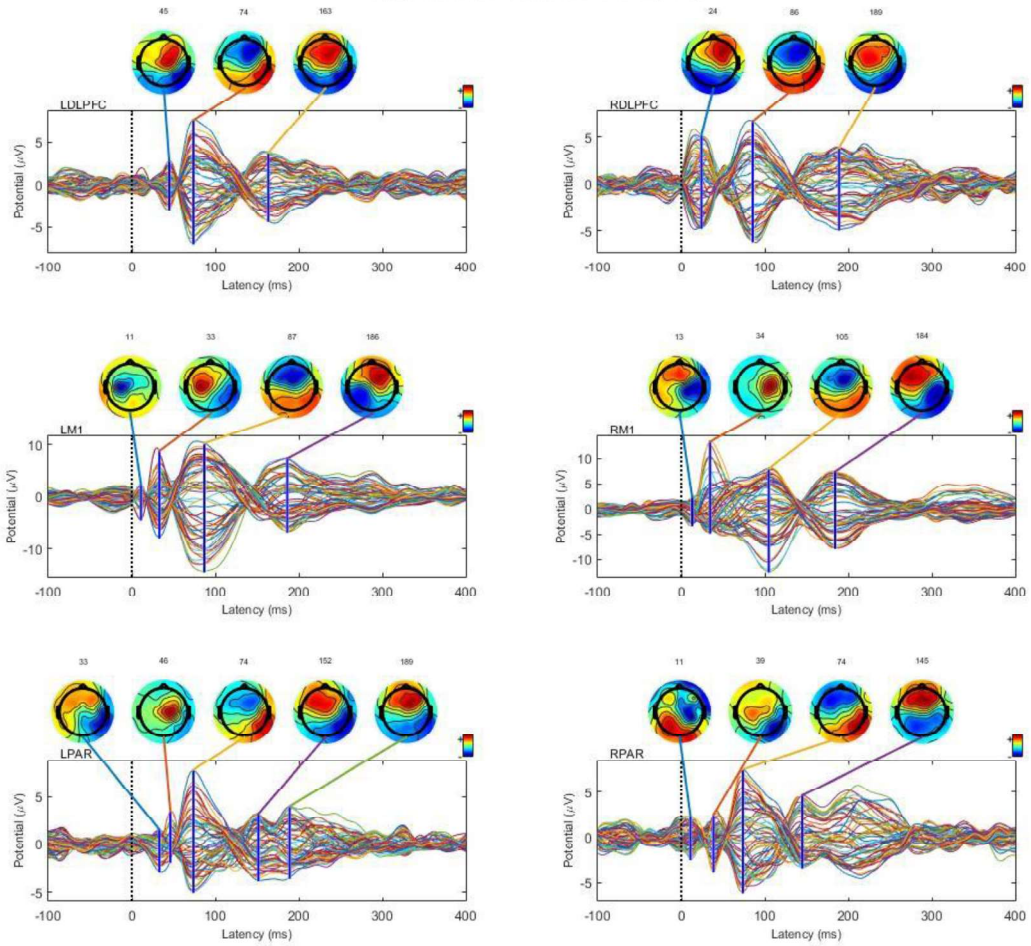 45 74 163
+
-
LDLPFC
Potential (μV)
5
0
-5
-100 0 100 200 300 400
Latency (ms)
24 86 189
+
-
RDLPFC
Potential (μV)
5
0
-5
-100 0 100 200 300 400
Latency (ms)
11 33 87 186
+
-
LM1
Potential (μV)
10
0
-10
-100 0 100 200 300 400
Latency (ms)
13 34 105 184
+
-
RM1
Potential (μV)
10
5
0
-5
-10
-100 0 100 200 300 400
Latency (ms)
33 46 74 152 189
+
-
LPAR
Potential (μV)
5
0
-5
-100 0 100 200 300 400
Latency (ms)
11 39 74 145
+
-
RPAR
Potential (μV)
5
0
-5
-100 0 100 200 300 400
Latency (ms)